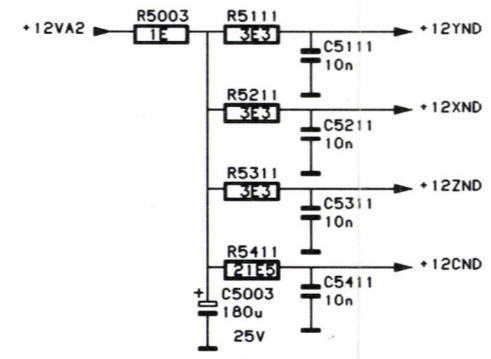 R5003
R5111
+12VA2
1E
3E3
+12YND
C5111
10n
R5211
3E3
+12XND
C5211
10n
R5311
3E3
+12ZND
C5311
10n
R5411
21E5
+12CND
+
C5003
180u
25V
C5411
10n